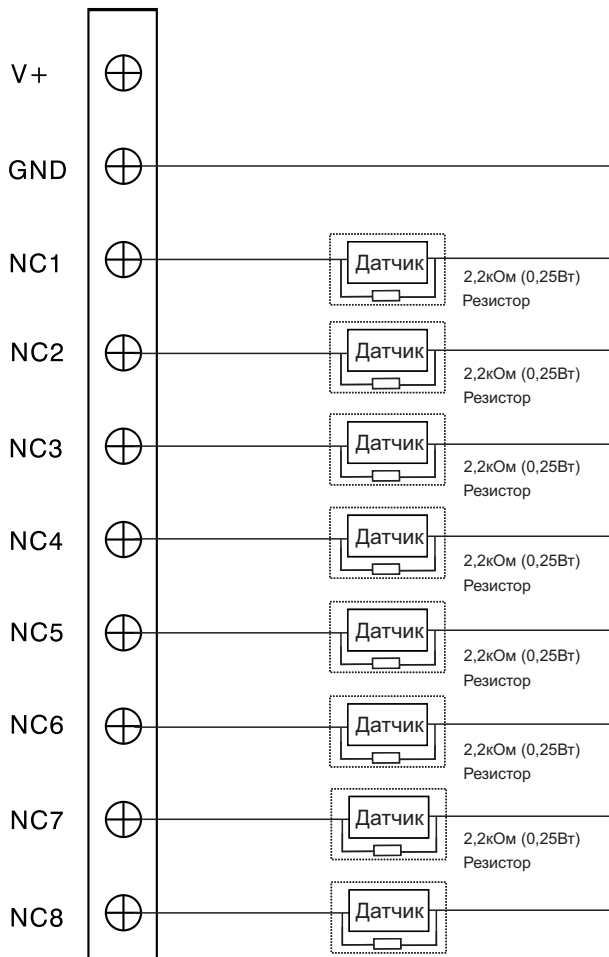 V+
GND
NC1
Датчик
2,2кОм (0,25Вт)
Резистор
NC2
Датчик
2,2кОм (0,25Вт)
Резистор
NC3
Датчик
2,2кОм (0,25Вт)
Резистор
NC4
Датчик
2,2кОм (0,25Вт)
Резистор
NC5
Датчик
2,2кОм (0,25Вт)
Резистор
NC6
Датчик
2,2кОм (0,25Вт)
Резистор
NC7
Датчик
2,2кОм (0,25Вт)
Резистор
NC8
Датчик